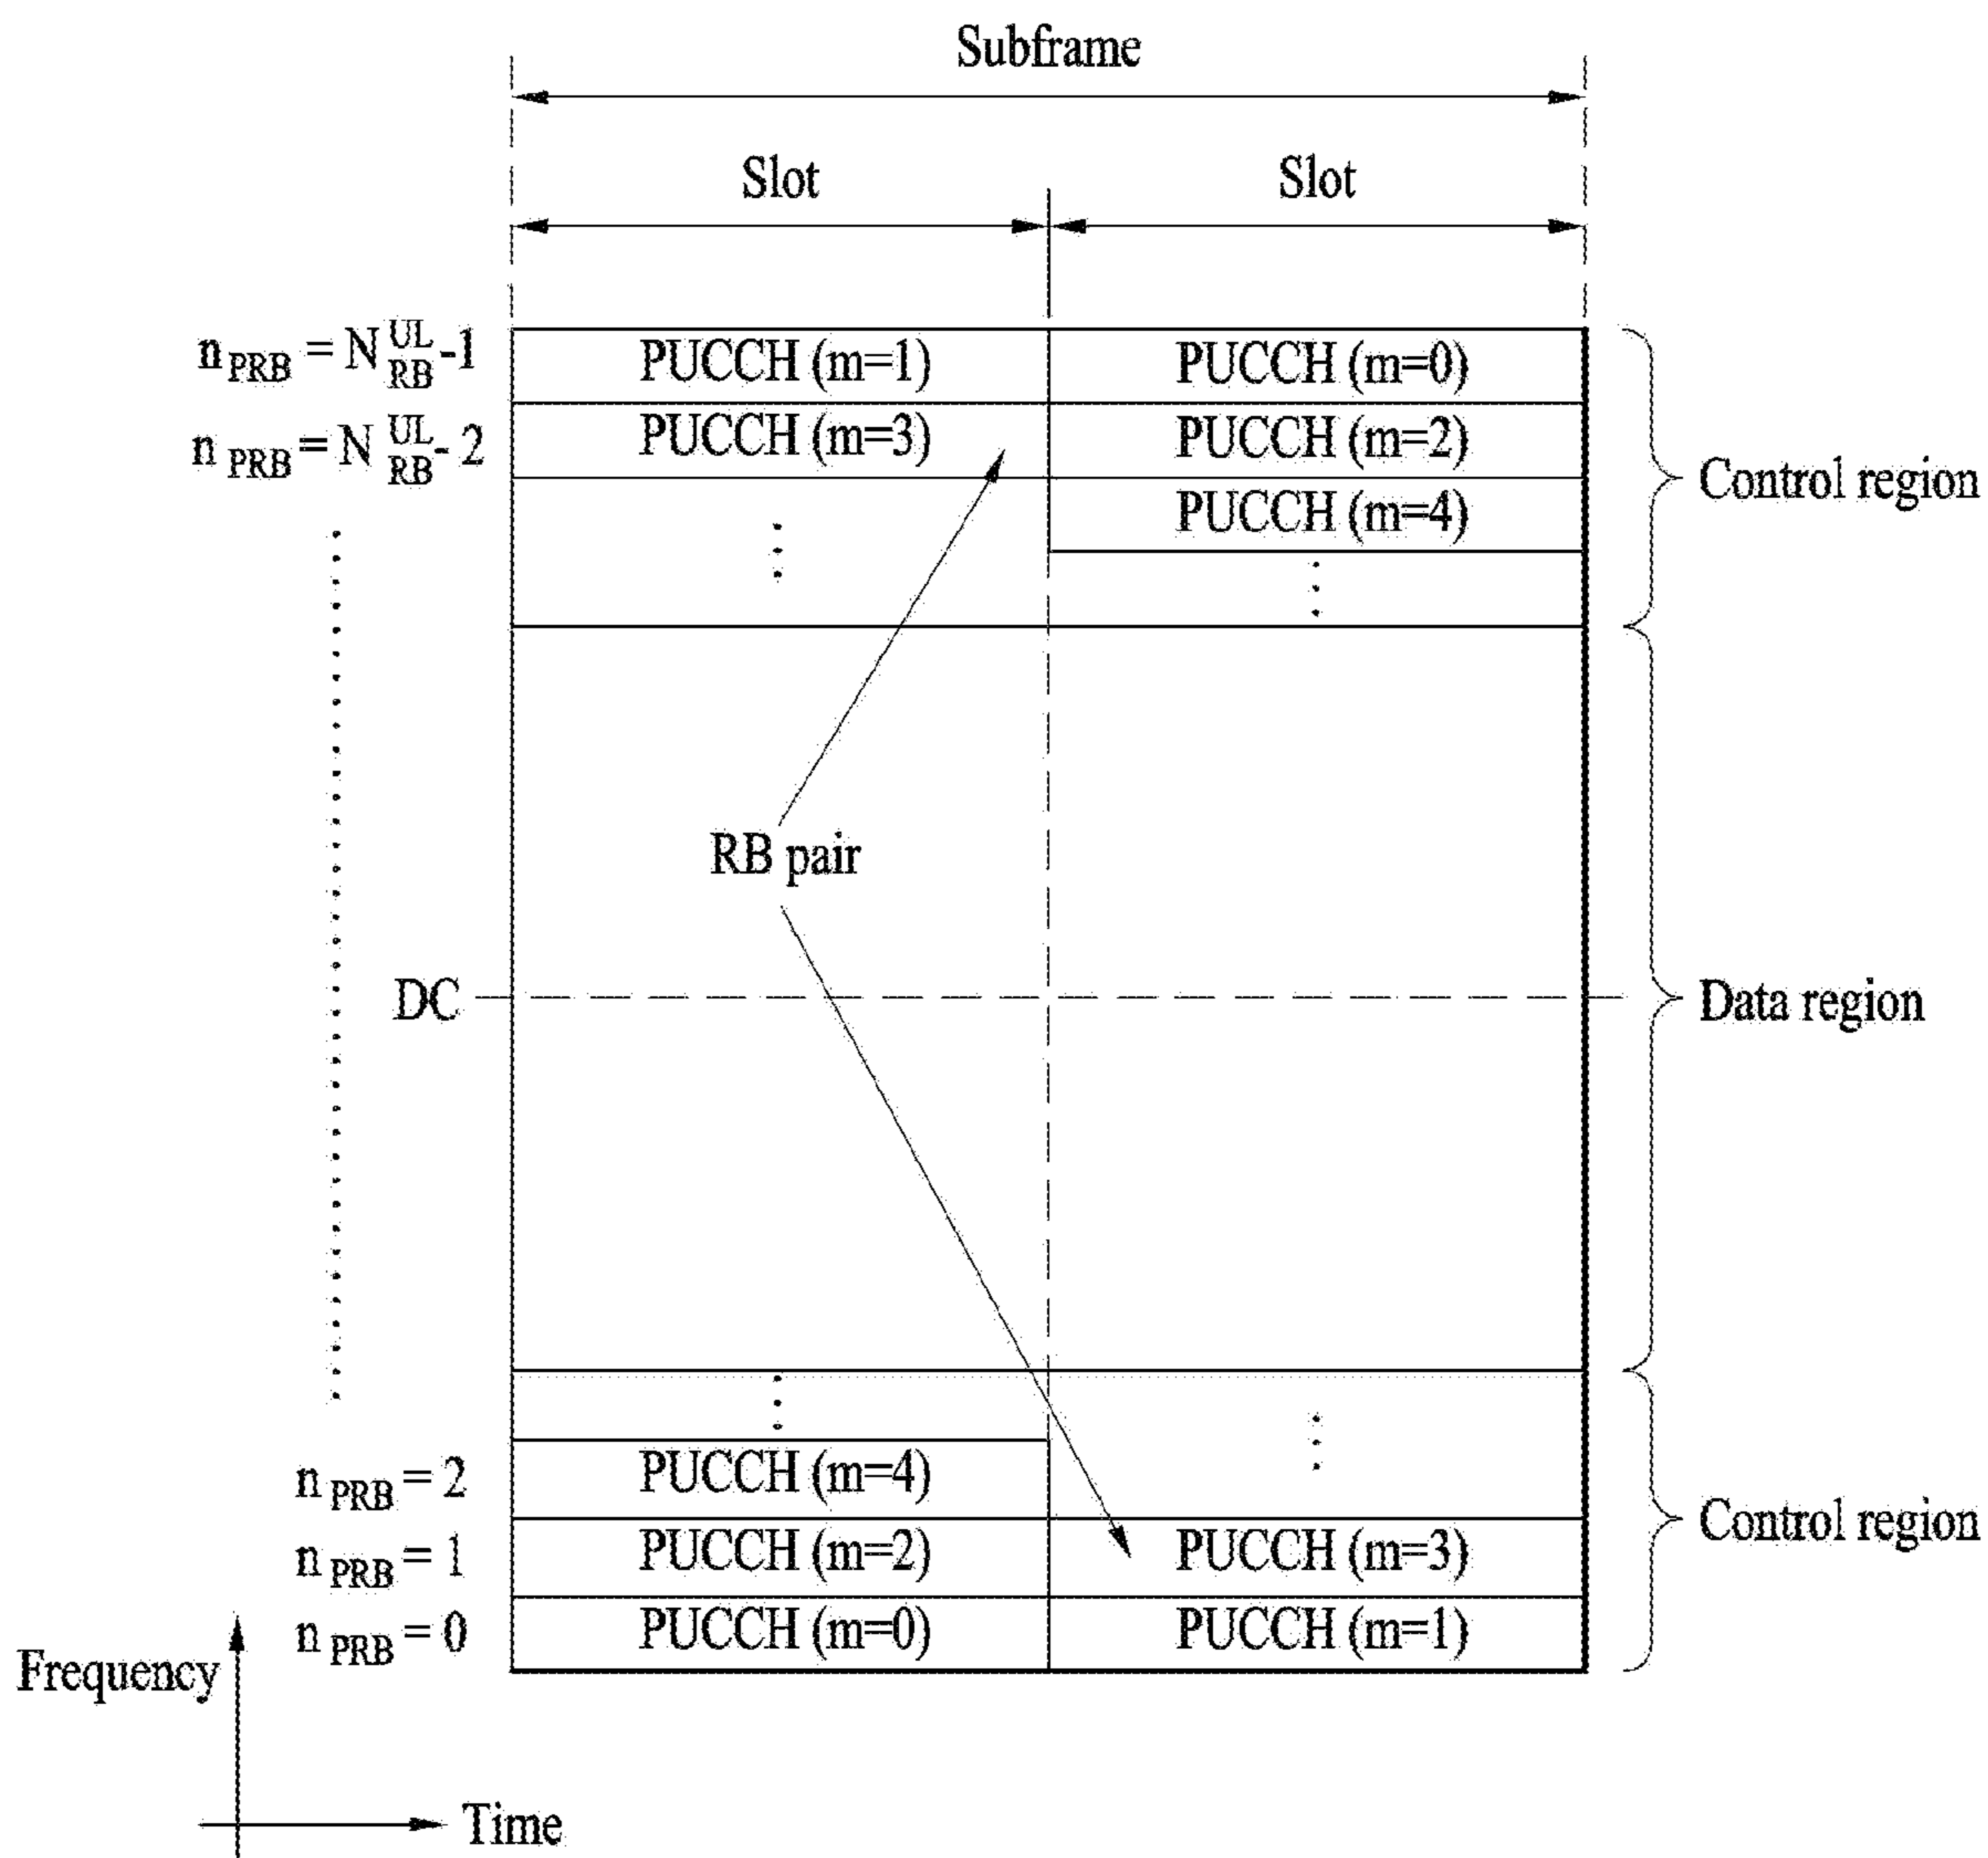 Subframe
Slot Slot
n PRB = N UL RB -1 PUCCH (m=1) PUCCH (m=0)
n PRB = N UL RB - 2 PUCCH (m=3) PUCCH (m=2)
Control region
PUCCH (m=4)
RB pair
DC Data region
n PRB = 2 PUCCH (m=4)
Control region
n PRB = 1 PUCCH (m=2) PUCCH (m=3)
n PRB = 0 PUCCH (m=0) PUCCH (m=1)
Frequency
Time